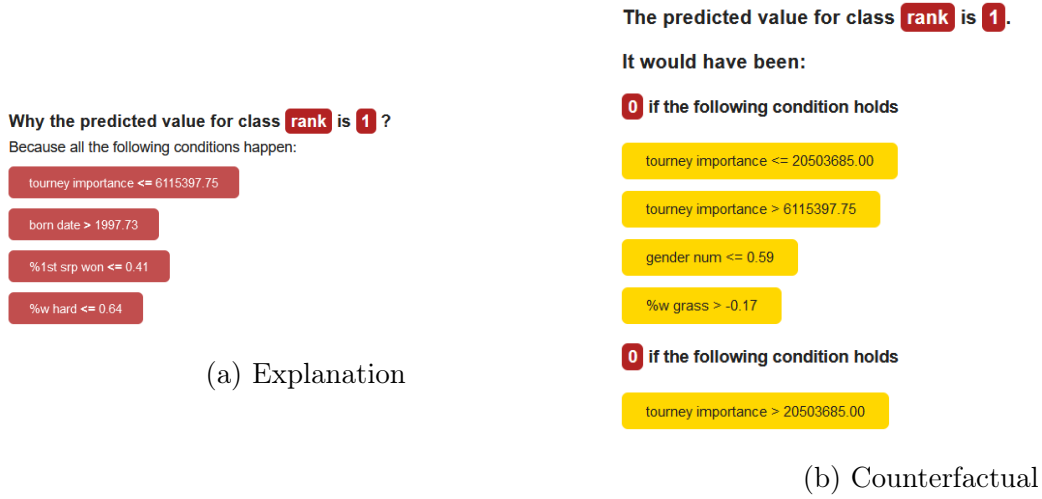 Why the predicted value for class rank is 1 ?
Because all the following conditions happen:
tourney importance <= 6115397.75
born date > 1997.73
%1st srp won <= 0.41
%w hard <= 0.64
(a) Explanation
The predicted value for class rank is 1.
It would have been:
0 if the following condition holds
tourney importance <= 20503685.00
tourney importance > 6115397.75
gender num <= 0.59
%w grass > -0.17
0 if the following condition holds
tourney importance > 20503685.00
(b) Counterfactual